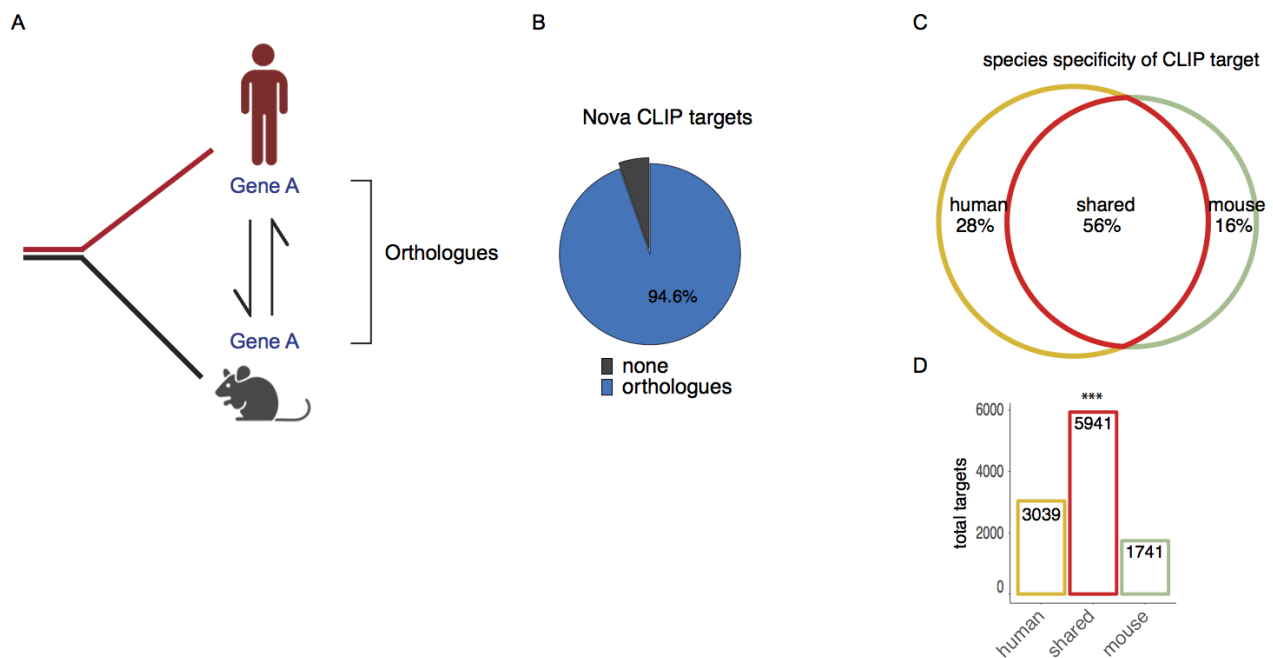 A
Gene A
Gene A
Orthologues
B
Nova CLIP targets
94.6%
none
orthologues
C
species specificity of CLIP target
human
28%
shared
56%
mouse
16%
D
total targets
6000
4000
2000
0
***
3039
5941
1741
human
shared
mouse